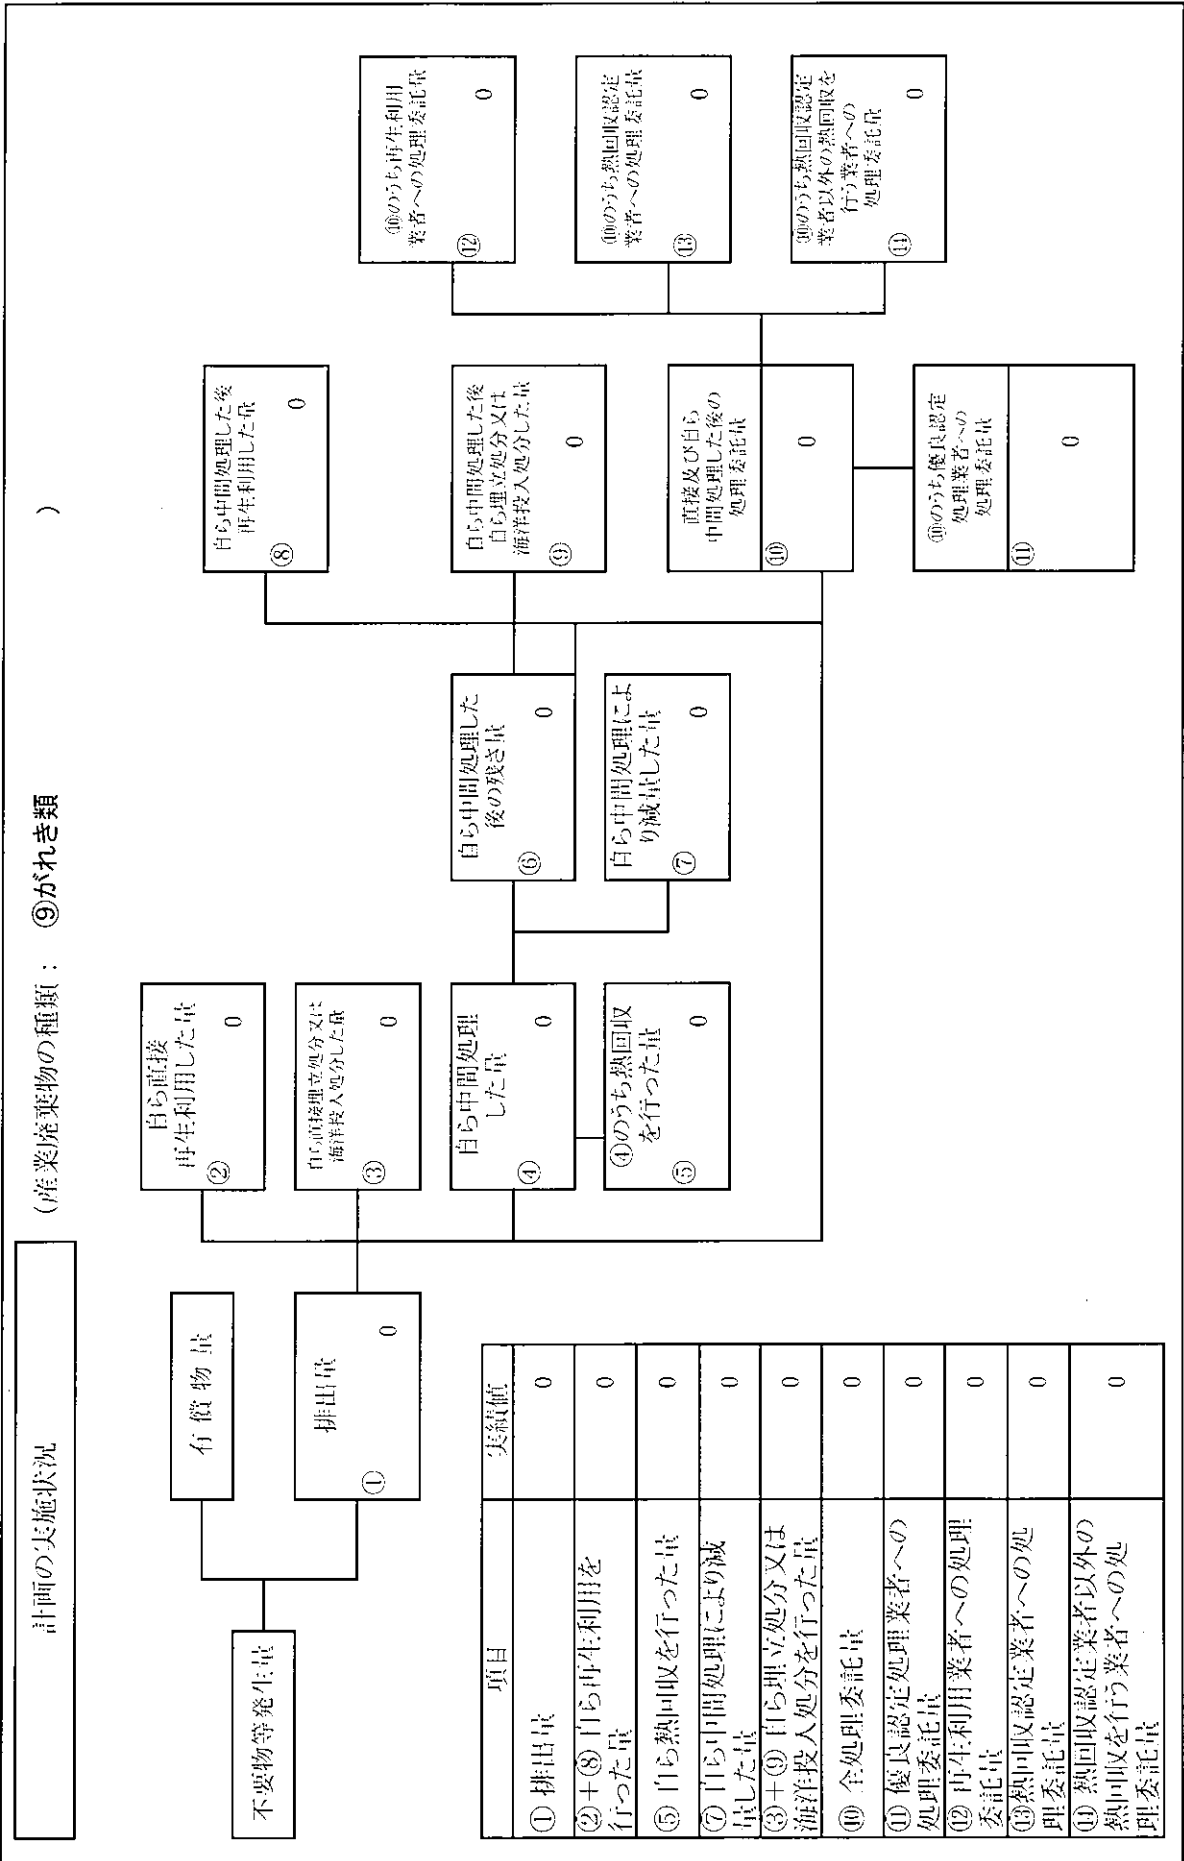 計画の実施状況
(産業廃棄物の種類：　⑨がれき類　)
不要物等発生量
有償物量
排出量
① 0
自ら直接
再生利用した量
② 0
自ら直接埋立処分又は
海洋投入処分した量
③ 0
自ら中間処理
した量
④ 0
④のうち熱回収
を行った量
⑤ 0
自ら中間処理した
後の残さ量
⑥ 0
自ら中間処理によ
り減量した量
⑦ 0
自ら中間処理した後
再生利用した量
⑧ 0
自ら中間処理した後
自ら埋立処分又は
海洋投入処分した量
⑨ 0
直接及び自ら
中間処理した後の
処理委託量
⑩ 0
⑩のうち優良認定
処理業者への
処理委託量
⑪ 0
⑩のうち再生利用
業者への処理委託量
⑫ 0
⑩のうち熱回収認定
業者への処理委託量
⑬ 0
⑩のうち熱回収認定
業者以外の熱回収を
行う業者への
処理委託量
⑭ 0
項目 実績値
①排出量 0
②+⑧自ら再生利用を
行った量 0
⑤自ら熱回収を行った量 0
⑦自ら中間処理により減
量した量 0
③+⑨自ら埋立処分又は
海洋投入処分を行った量 0
⑩全処理委託量 0
⑪優良認定処理業者への
処理委託量 0
⑫再生利用業者への処理
委託量 0
⑬熱回収認定業者への処
理委託量 0
⑭熱回収認定業者以外の
熱回収を行う業者への処
理委託量 0